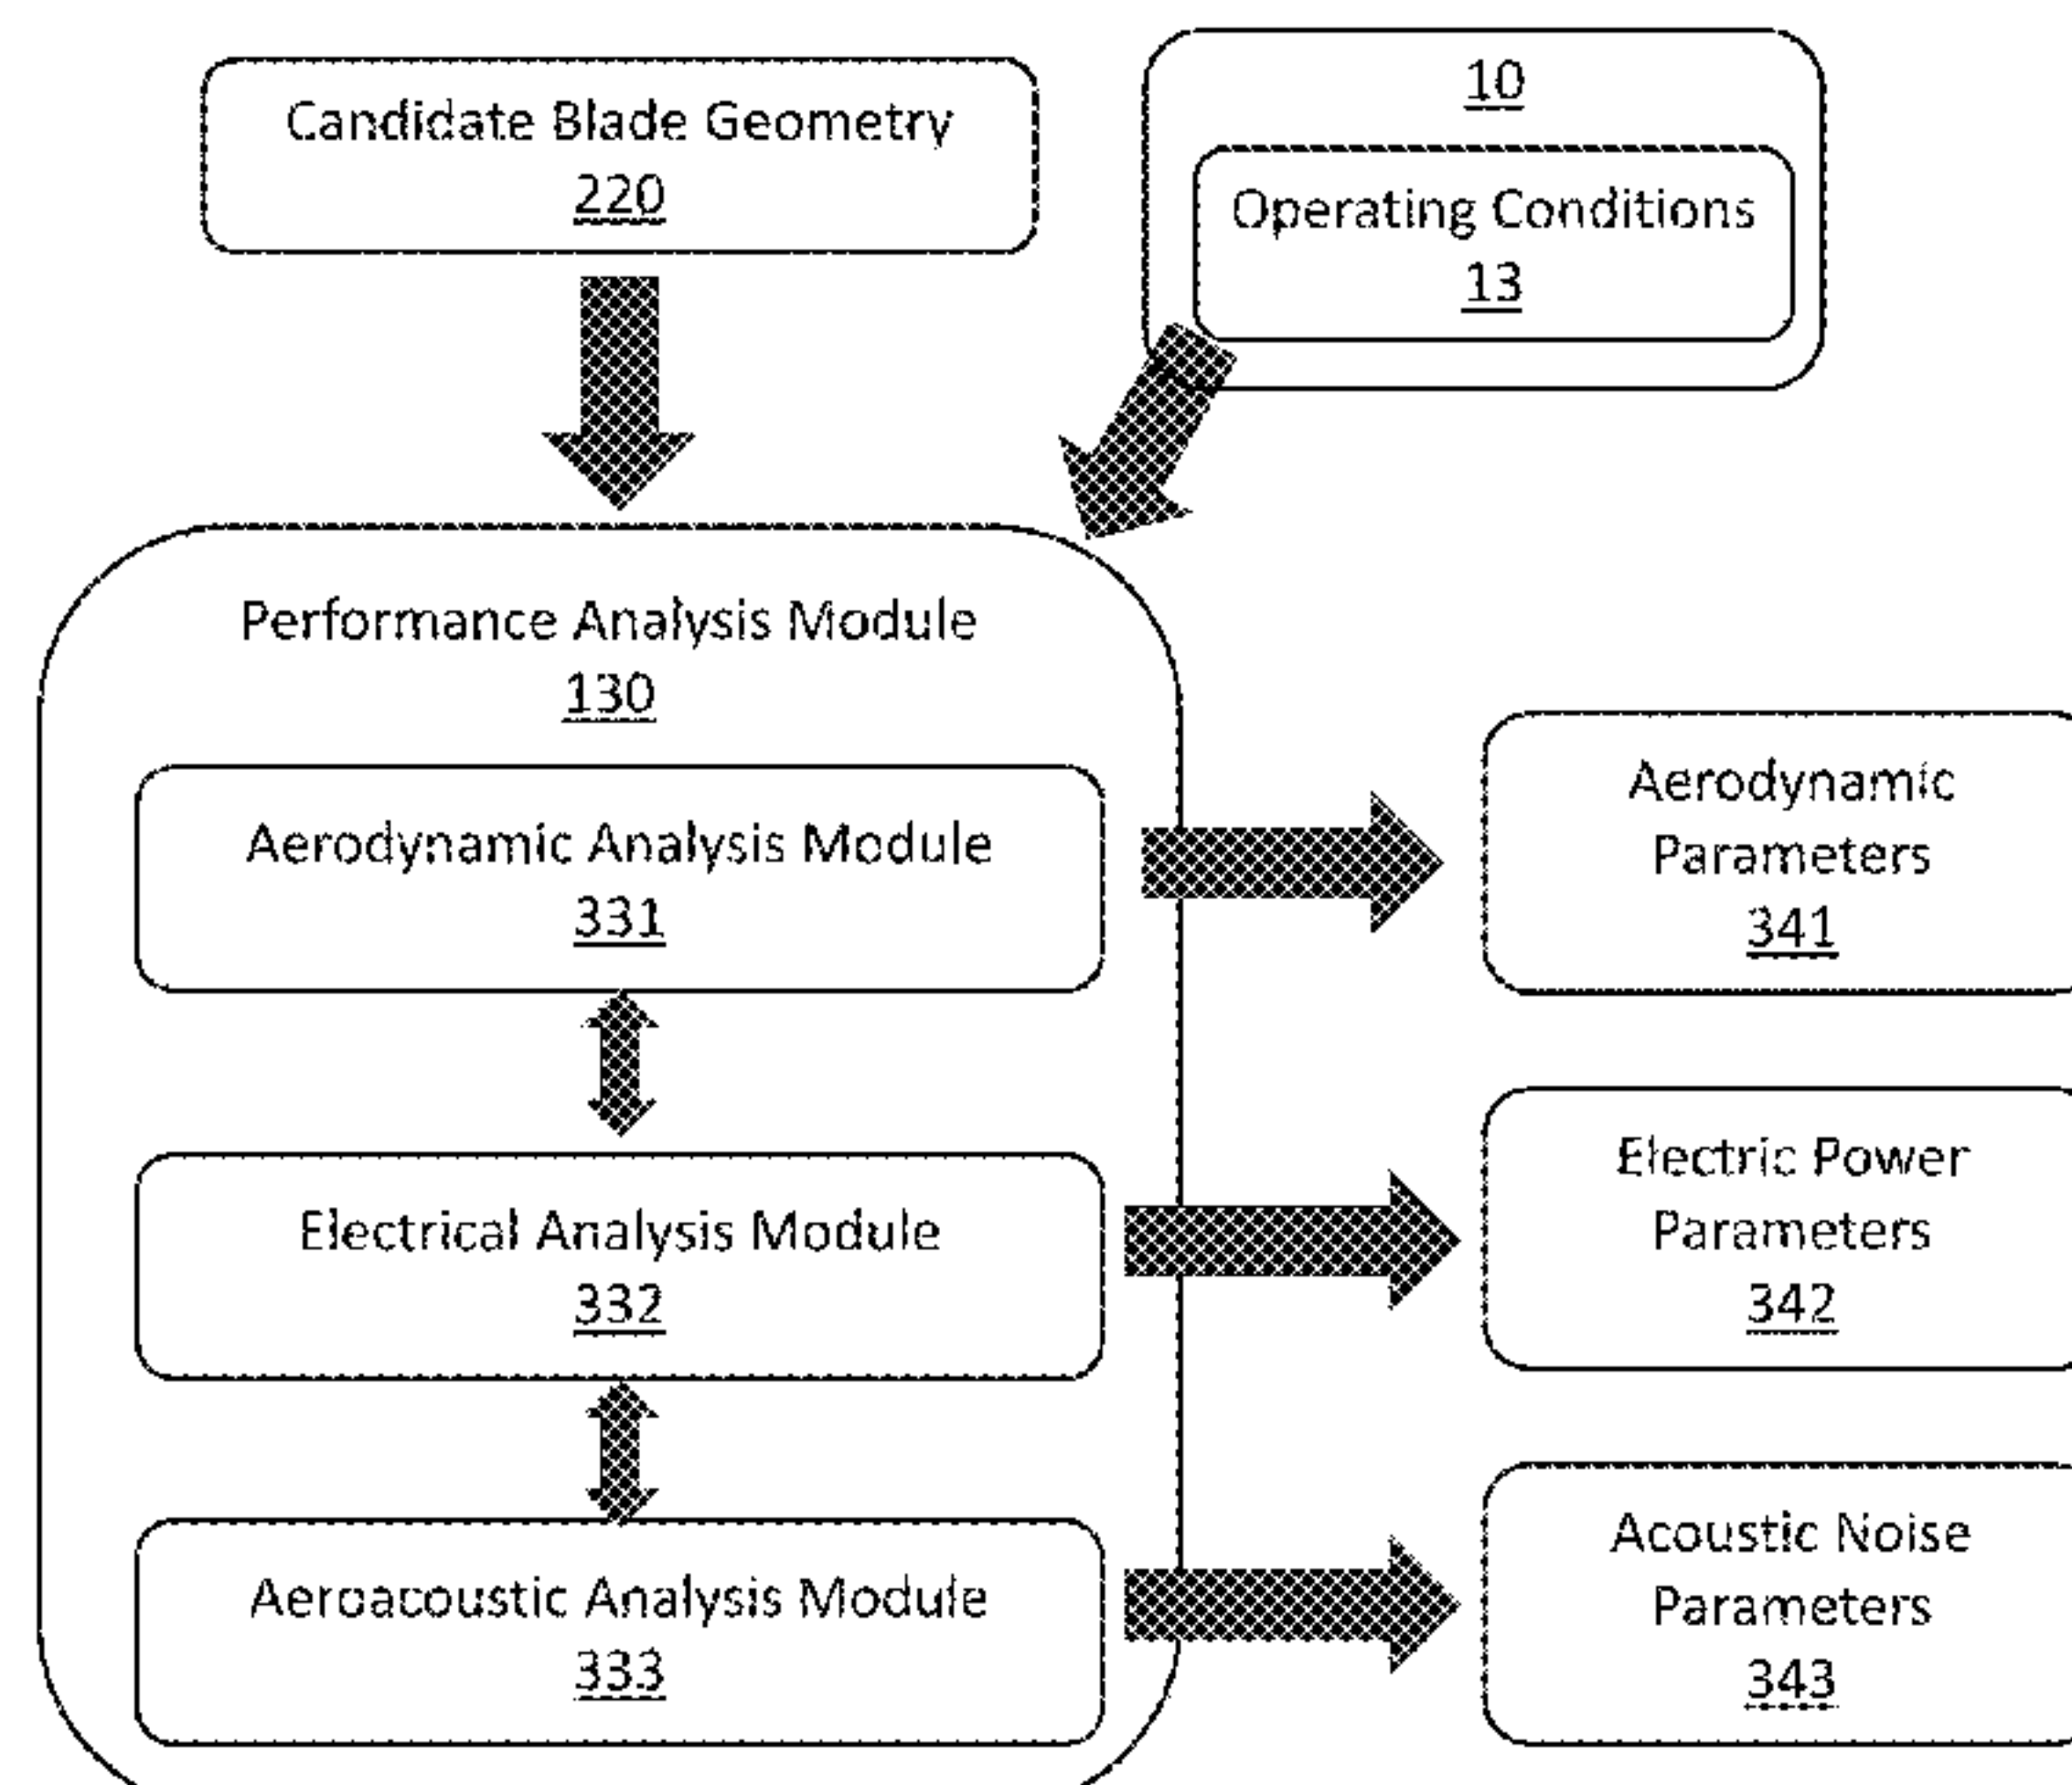 Candidate Blade Geometry
220
10
Operating Conditions
13
Performance Analysis Module
130
Aerodynamic Analysis Module
331
Aerodynamic
Parameters
341
Electrical Analysis Module
332
Electric Power
Parameters
342
Aeroacoustic Analysis Module
333
Acoustic Noise
Parameters
343